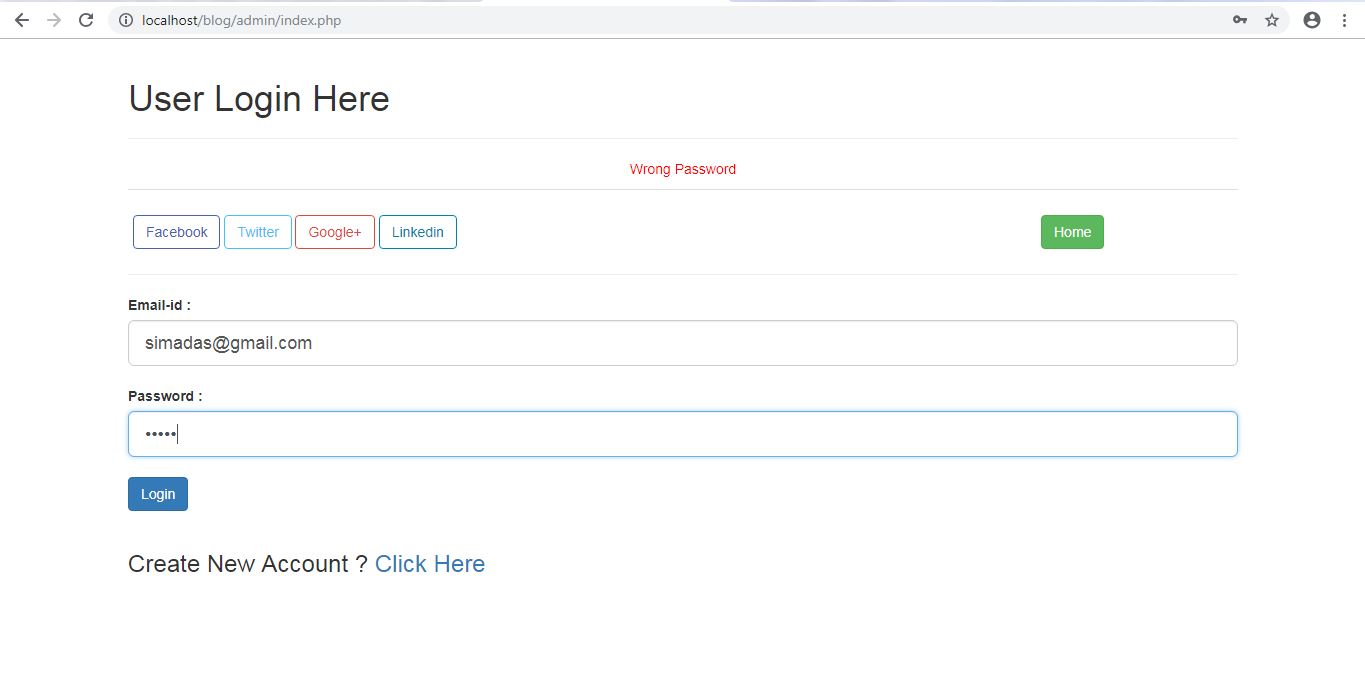 localhost/blog/admin/index.php
User Login Here
Wrong Password
Facebook Twitter Google+ Linkedin Home
Email-id :
simadas@gmail.com
Password :
•••••
Login
Create New Account ? Click Here